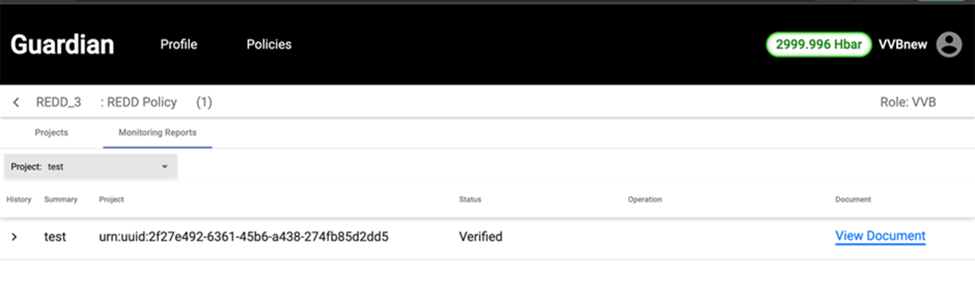 Guardian Profile Policies 2999.996 Hbar VVBnew
REDD_3 : REDD Policy (1) Role: VVB
Projects Monitoring Reports
Project: test
History Summary Project Status Operation Document
test urn:uuid:2f27e492-6361-45b6-a438-274fb85d2dd5 Verified View Document